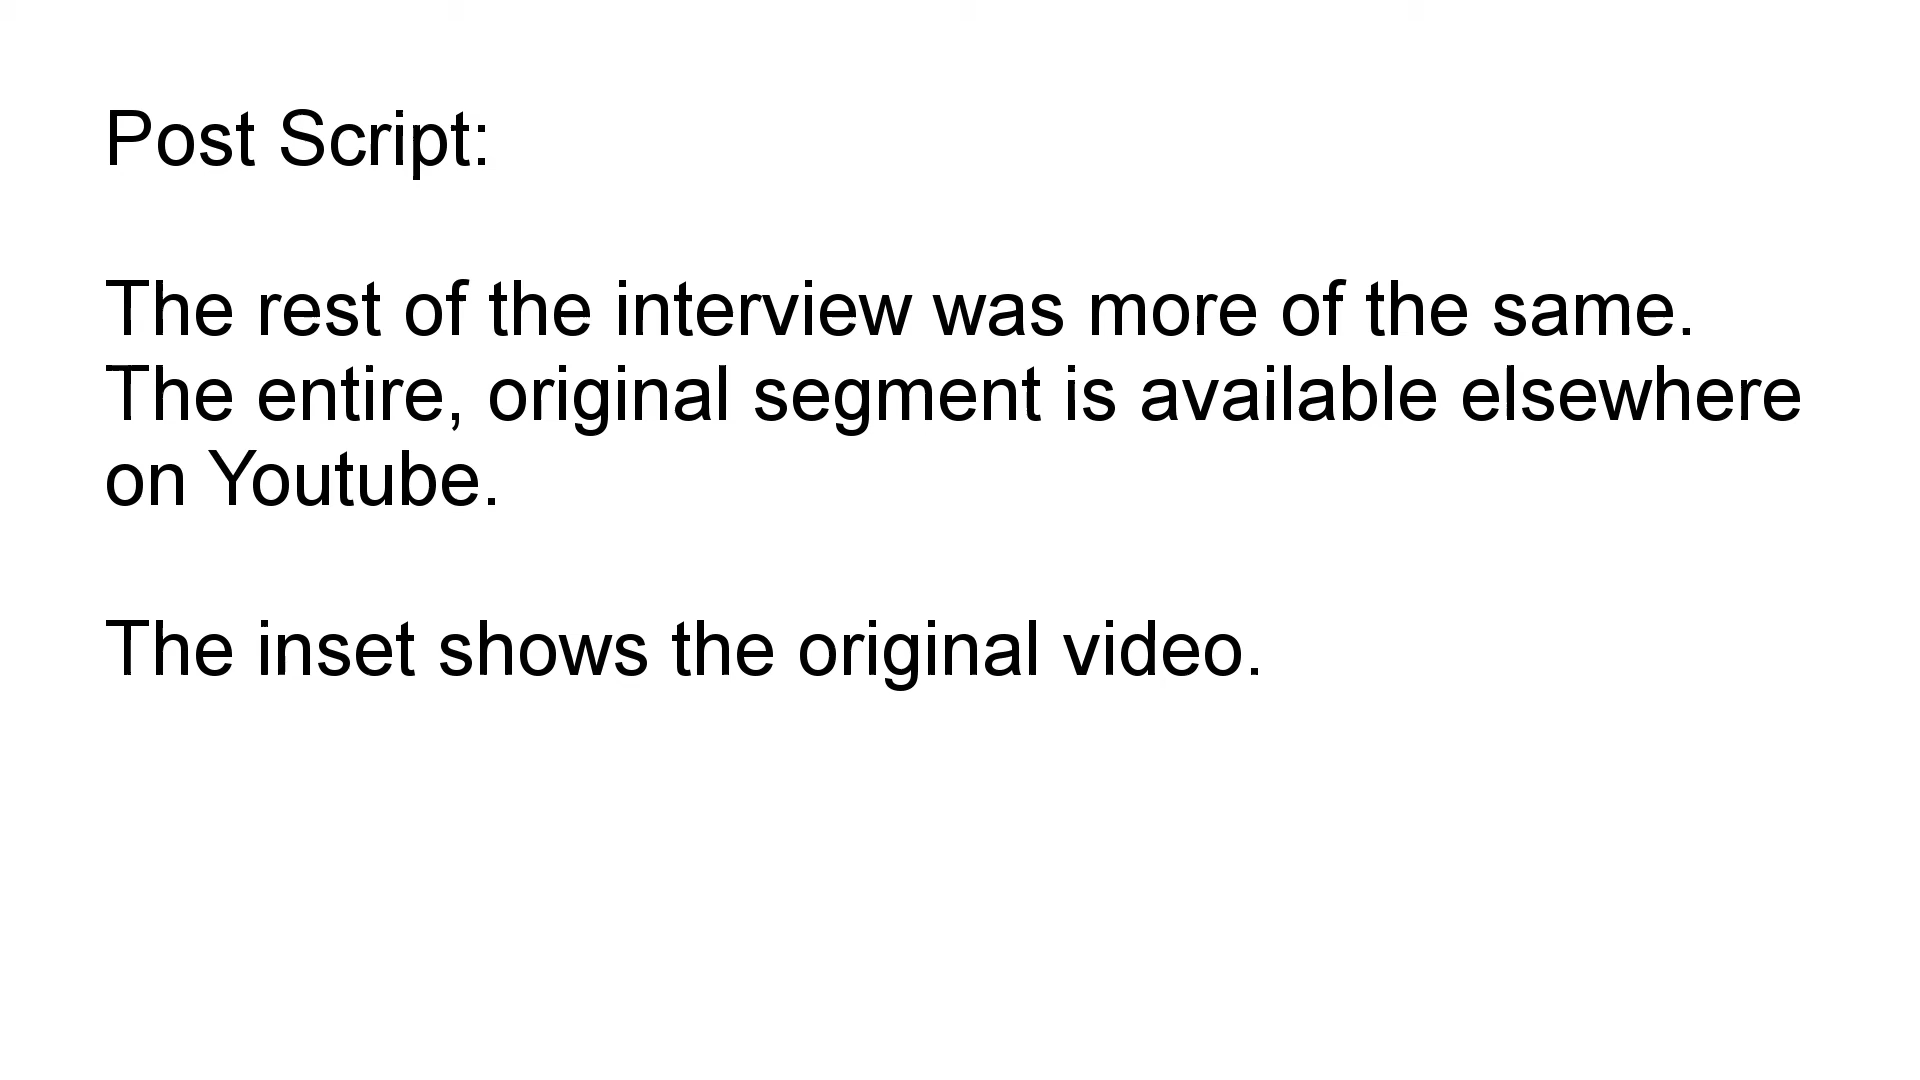 Post Script:
The rest of the interview was more of the same.
The entire, original segment is available elsewhere
on Youtube.
The inset shows the original video.